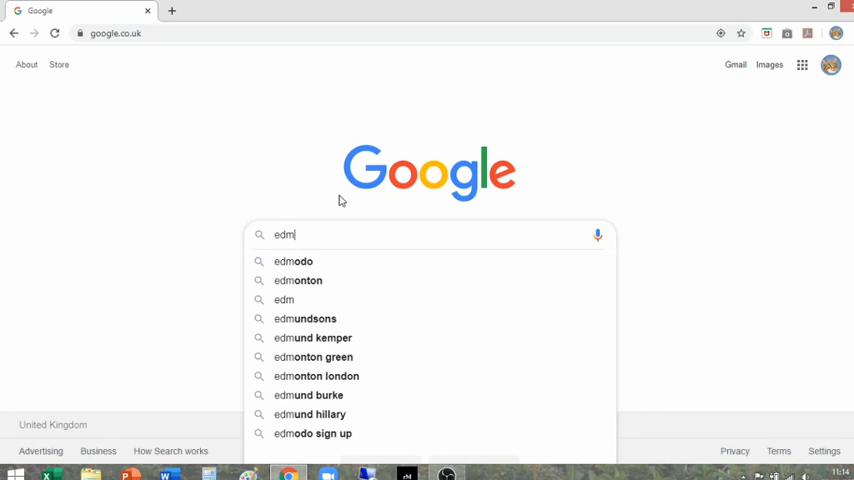 Google
google.co.uk
About Store Gmail Images
Google
edm
edmodo
edmonton
edm
edmundsons
edmund kemper
edmonton green
edmonton london
edmund burke
edmund hillary
edmodo sign up
United Kingdom
Advertising Business How Search works Privacy Terms Settings
11:14